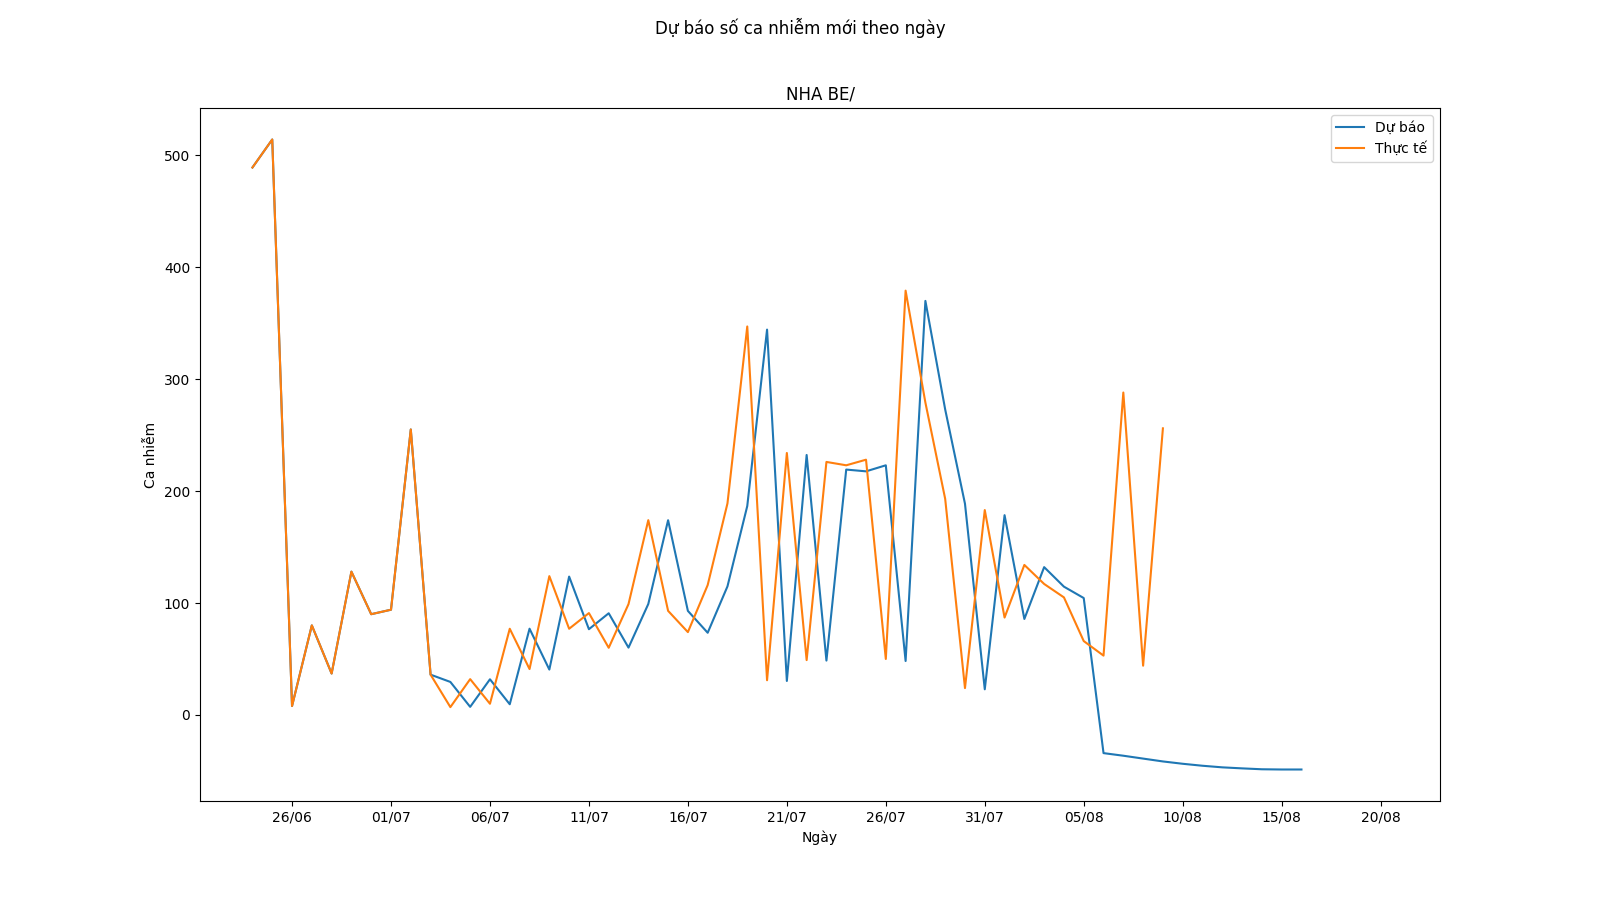 Dự báo số ca nhiễm mới theo ngày
NHA BE/
Dự báo
Thực tế
500
400
300
200
100
0
Ca nhiễm
26/06 01/07 06/07 11/07 16/07 21/07 26/07 31/07 05/08 10/08 15/08 20/08
Ngày